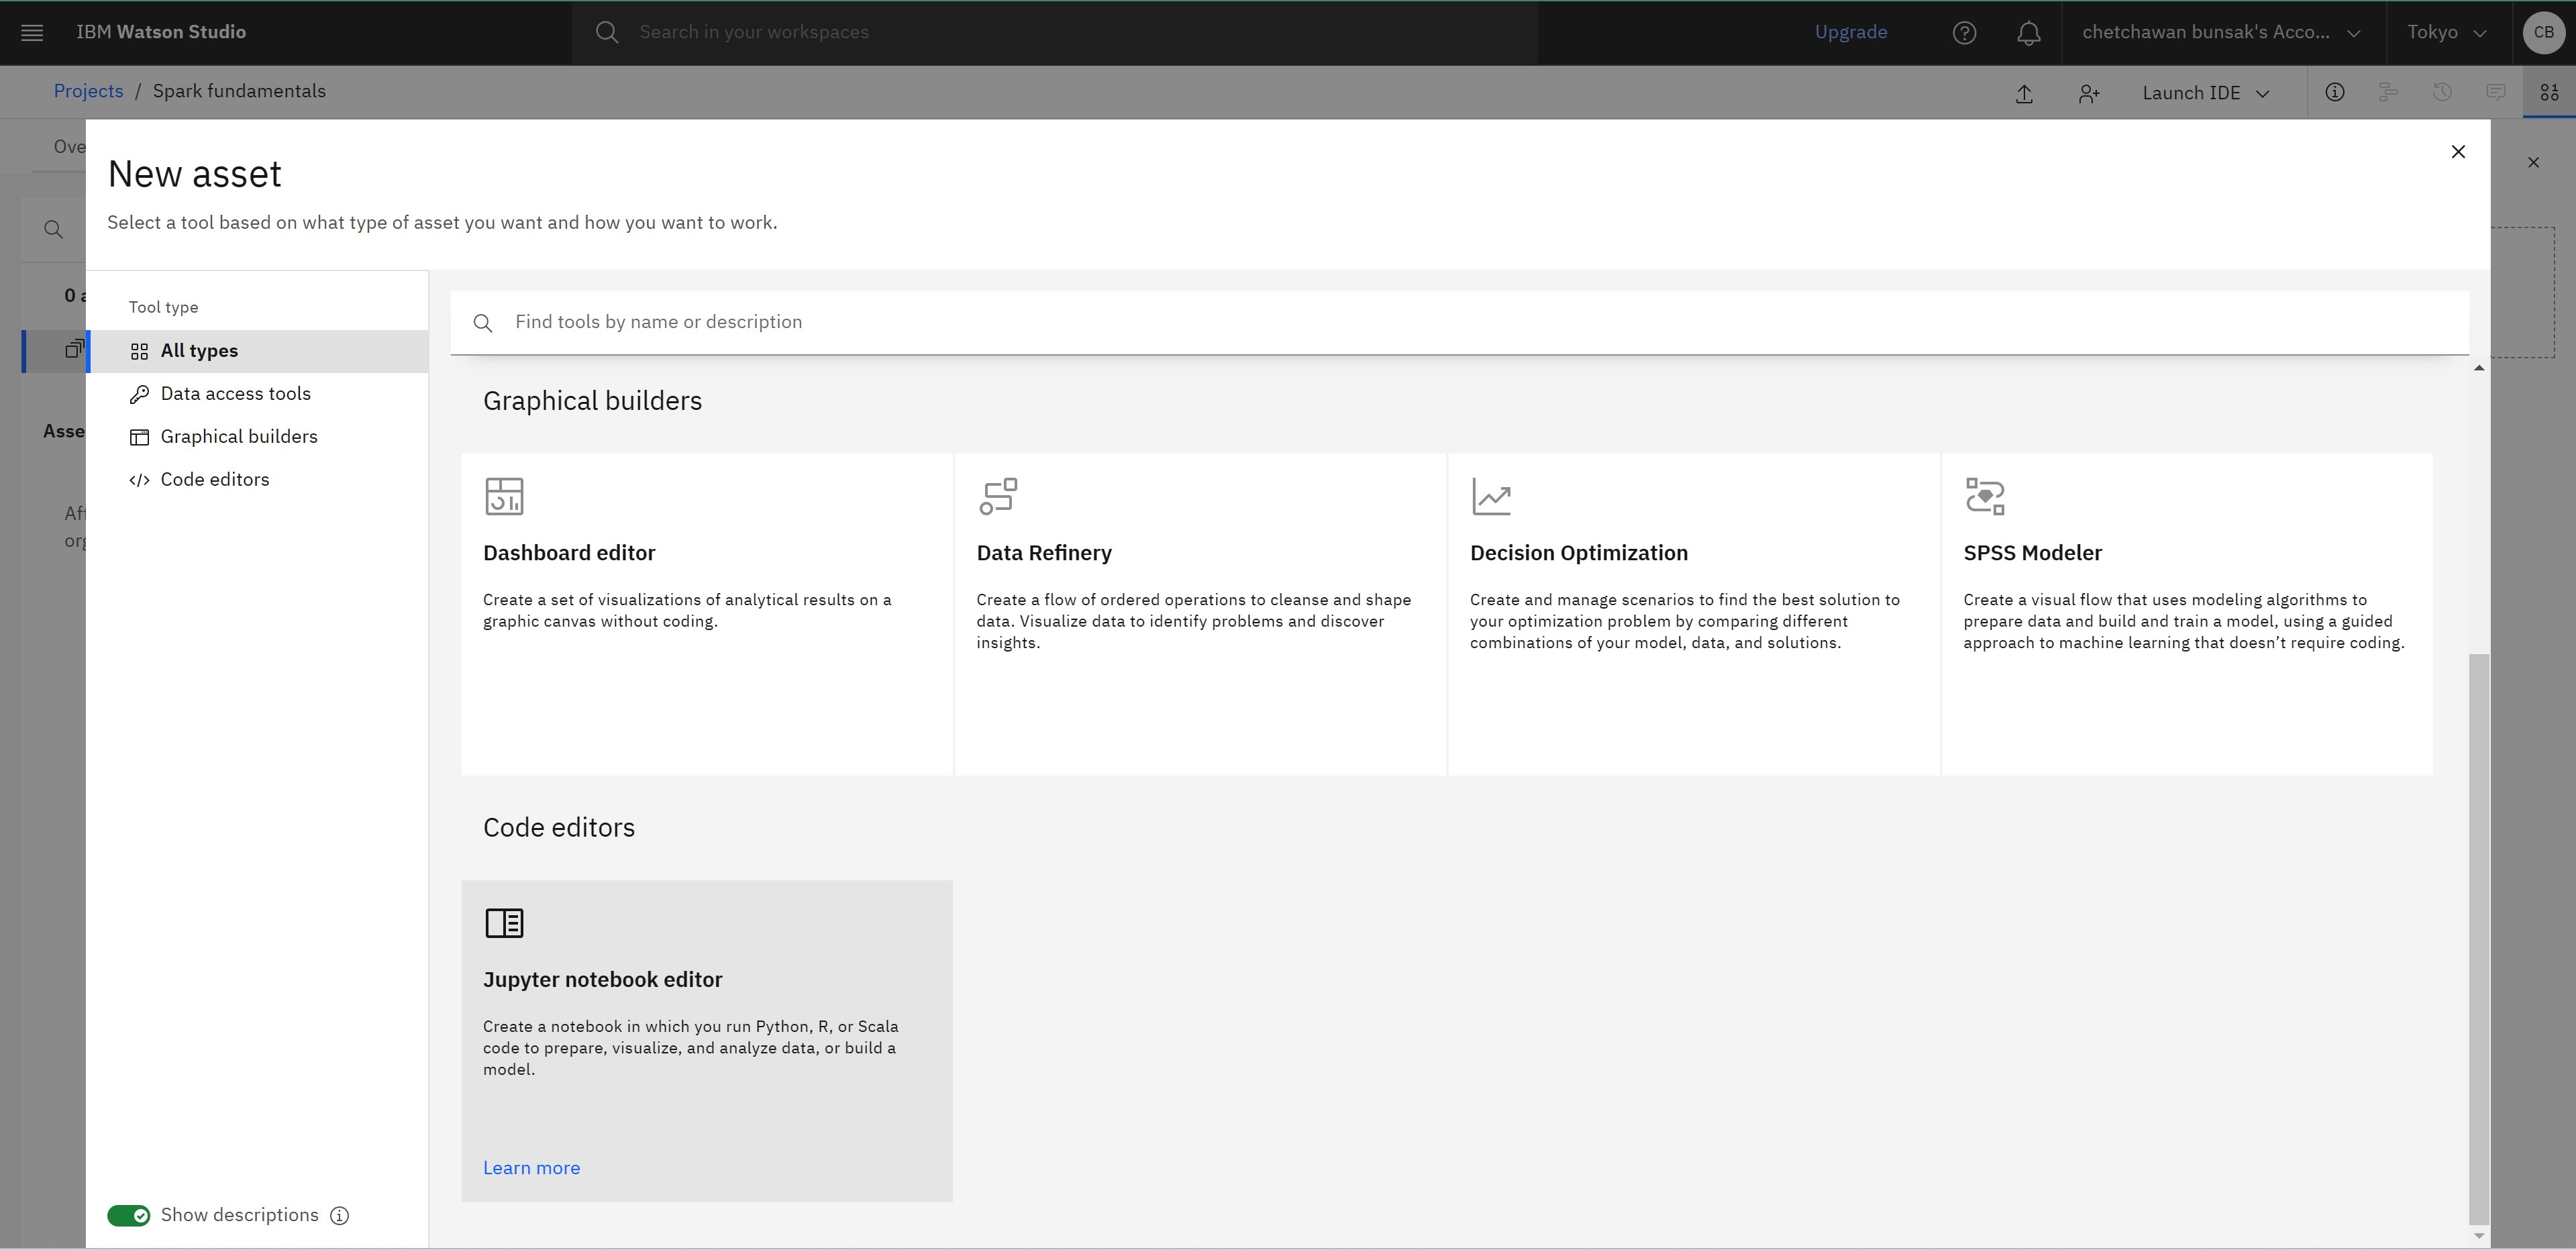 IBM Watson Studio
Search in your workspaces
Upgrade
chetchawan bunsak's Acco...
Tokyo
CB
Projects / Spark fundamentals
Launch IDE
Ove
New asset
Select a tool based on what type of asset you want and how you want to work.
0 a
Asse
Aft
org
Tool type
All types
Data access tools
Graphical builders
Code editors
Show descriptions
Find tools by name or description
Graphical builders
Dashboard editor
Create a set of visualizations of analytical results on a
graphic canvas without coding.
Data Refinery
Create a flow of ordered operations to cleanse and shape
data. Visualize data to identify problems and discover
insights.
Decision Optimization
Create and manage scenarios to find the best solution to
your optimization problem by comparing different
combinations of your model, data, and solutions.
SPSS Modeler
Create a visual flow that uses modeling algorithms to
prepare data and build and train a model, using a guided
approach to machine learning that doesn’t require coding.
Code editors
Jupyter notebook editor
Create a notebook in which you run Python, R, or Scala
code to prepare, visualize, and analyze data, or build a
model.
Learn more